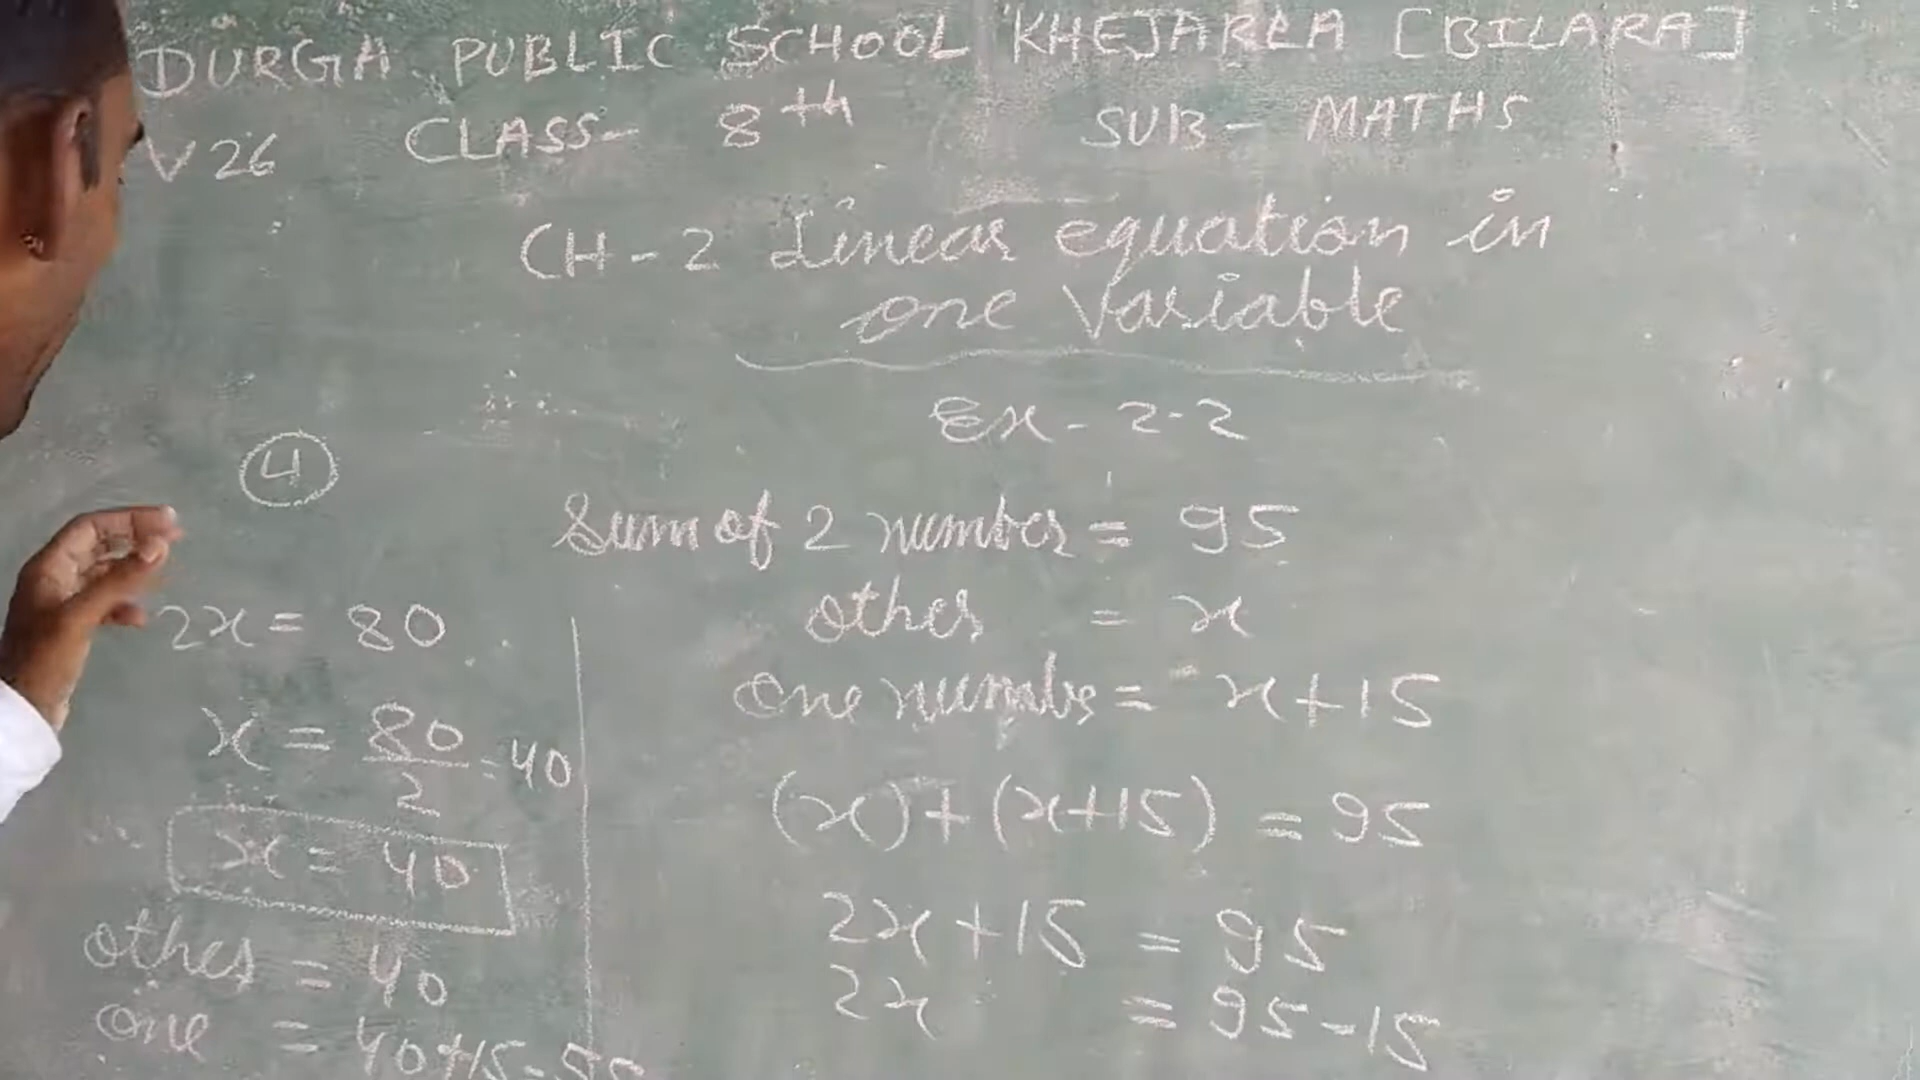 DURGA PUBLIC SCHOOL KHEJARLA [BILARA]
V26 CLASS- 8th SUB- MATHS
CH-2 Linear equation in
one Variable
Ex-2.2
4
Sum of 2 number = 95
other = x
one number = x+15
(x)+(x+15) = 95
2x+15 = 95
2x = 95-15
2x = 80
x = 80/2 = 40
x = 40
other = 40
one = 40+15=55